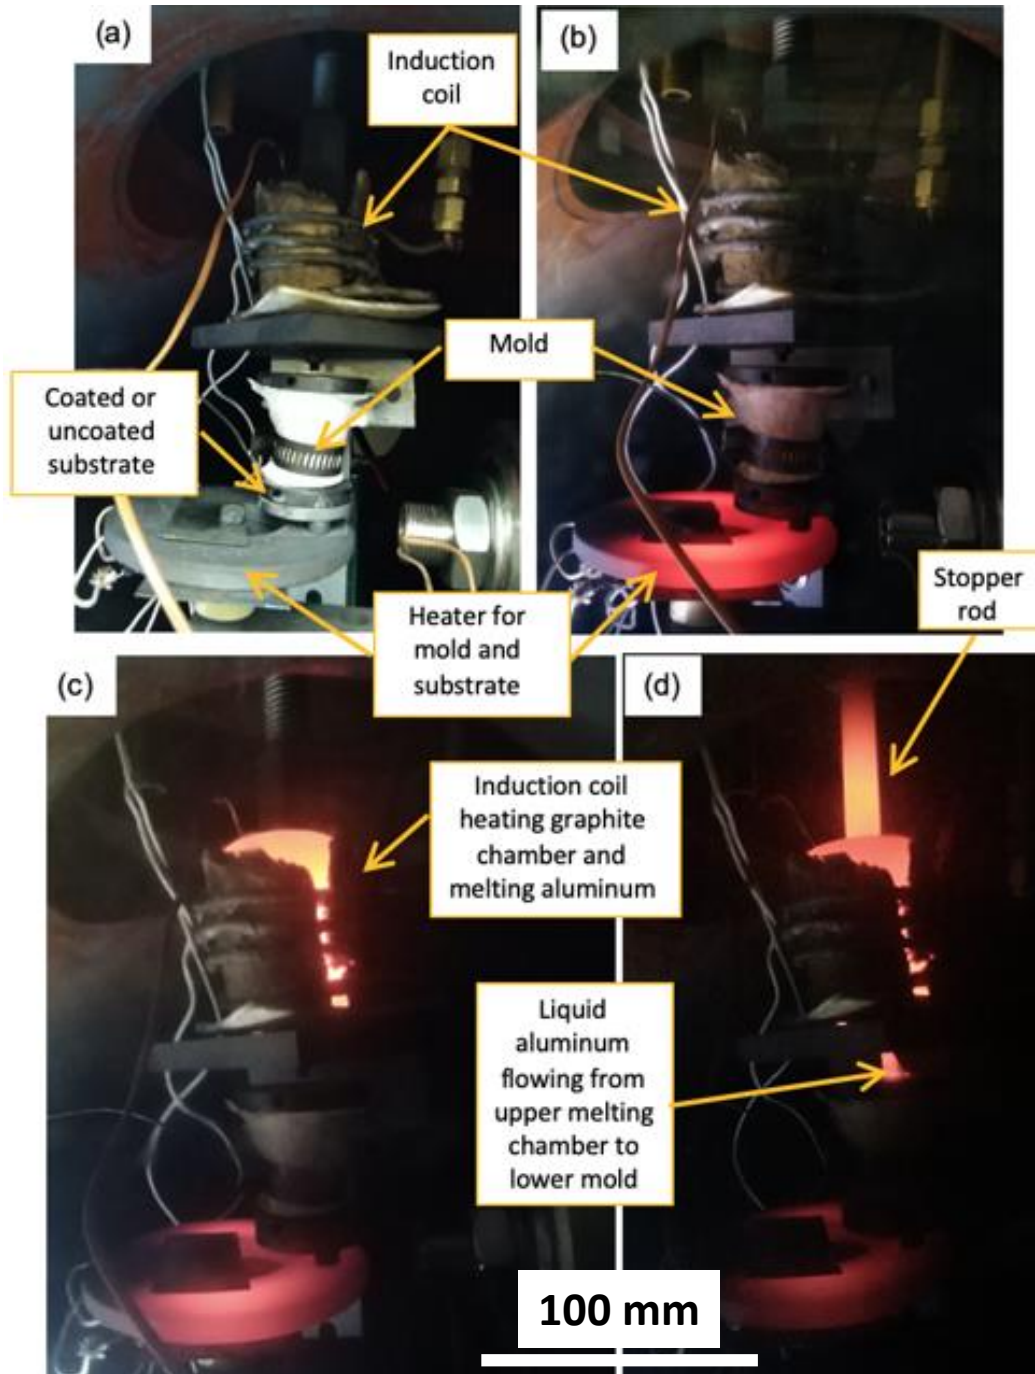 (a)
Induction
coil
(b)
Mold
Coated or
uncoated
substrate
Heater for
mold and
substrate
Stopper
rod
(c)
(d)
Induction coil
heating graphite
chamber and
melting aluminum
Liquid
aluminum
flowing from
upper melting
chamber to
lower mold
100 mm